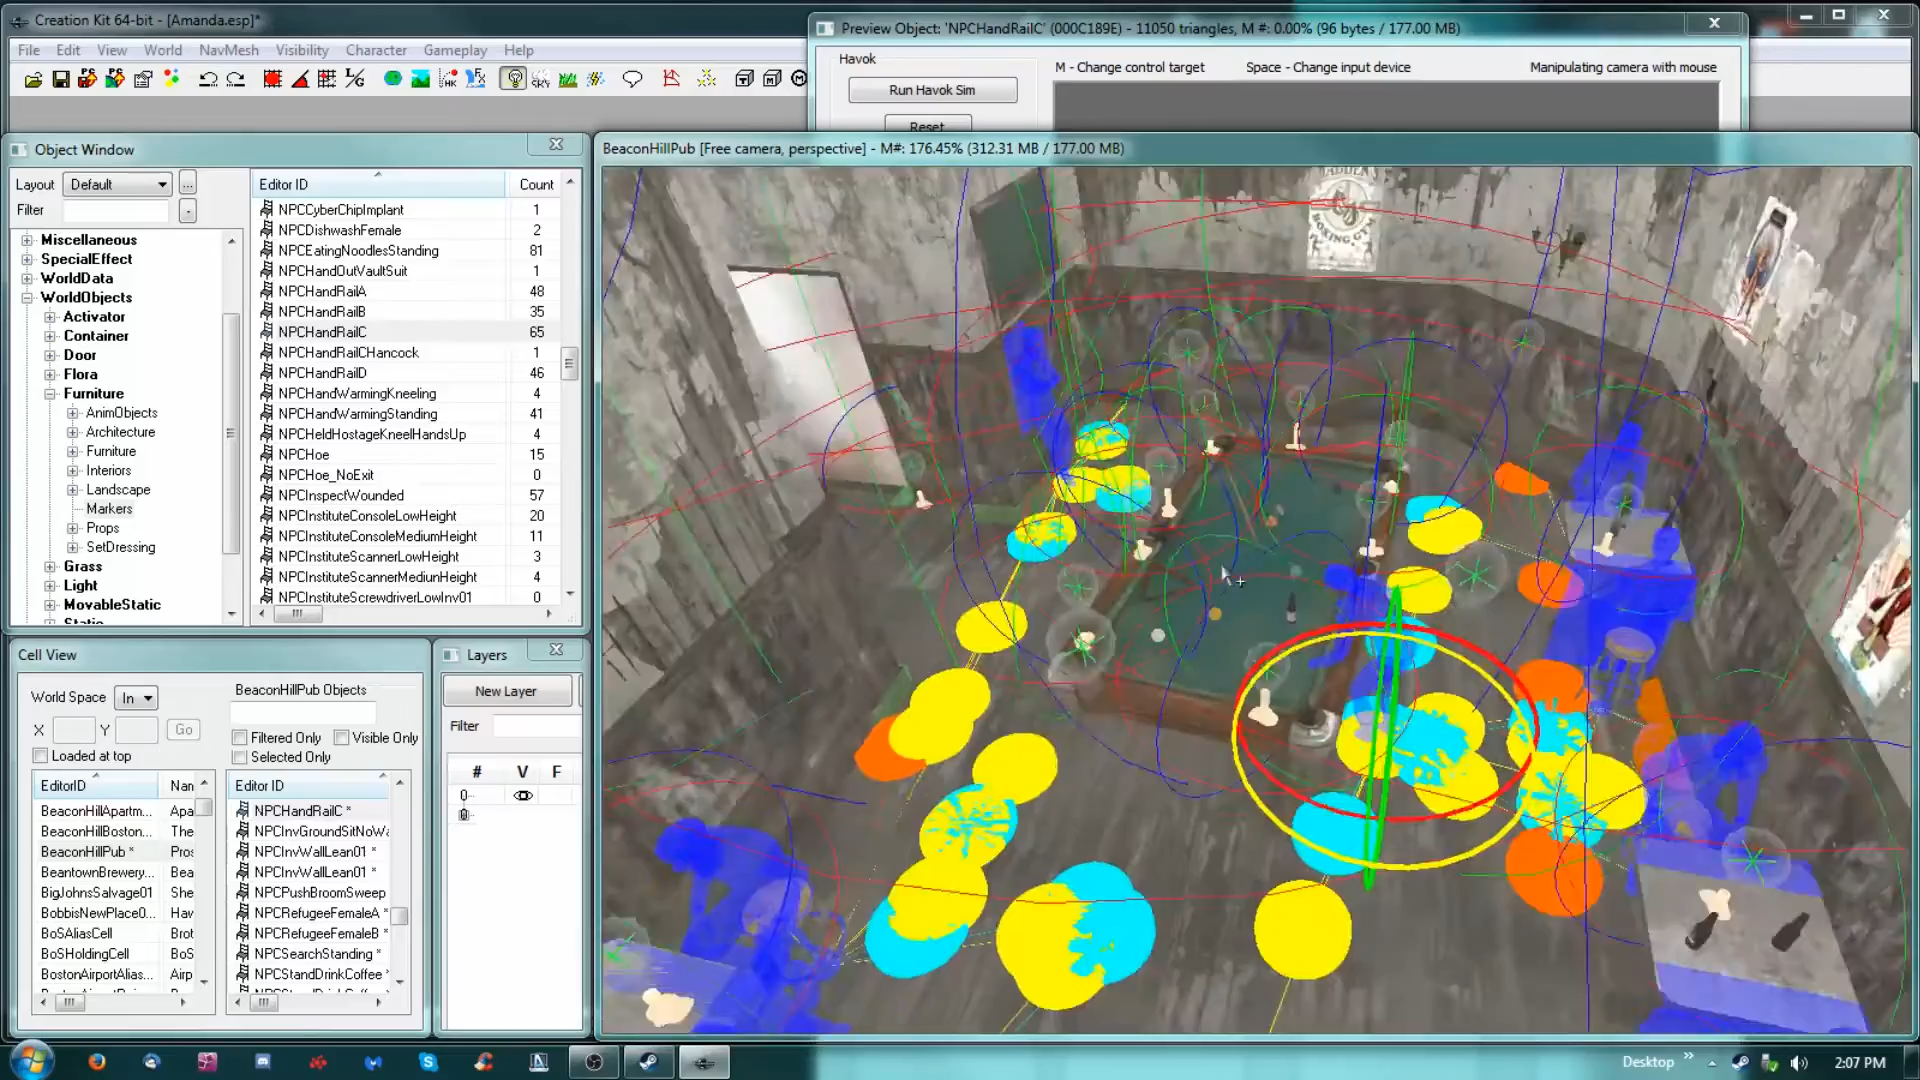 Creation Kit 64-bit - [Amanda.esp]*
File Edit View World NavMesh Visibility Character Gameplay Help
Preview Object: 'NPCHandRailC' (000C189E) - 11050 triangles, M #: 0.00% (96 bytes / 177.00 MB)
Havok
Run Havok Sim
Reset
M - Change control target Space - Change input device Manipulating camera with mouse
Object Window
Layout Default ...
Filter -
Miscellaneous
SpecialEffect
WorldData
WorldObjects
Activator
Container
Door
Flora
Furniture
AnimObjects
Architecture
Furniture
Interiors
Landscape
Markers
Props
SetDressing
Grass
Light
MovableStatic
Static
Editor ID Count
NPCCyberChipImplant 1
NPCDishwashFemale 2
NPCEatingNoodlesStanding 81
NPCHandOutVaultSuit 1
NPCHandRailA 48
NPCHandRailB 35
NPCHandRailC 65
NPCHandRailCHancock 1
NPCHandRailD 46
NPCHandWarmingKneeling 4
NPCHandWarmingStanding 41
NPCHeldHostageKneelHandsUp 4
NPCHoe 15
NPCHoe_NoExit 0
NPCInspectWounded 57
NPCInstituteConsoleLowHeight 20
NPCInstituteConsoleMediumHeight 11
NPCInstituteScannerLowHeight 3
NPCInstituteScannerMediunHeight 4
NPCInstituteScrewdriverLowInv01 0
BeaconHillPub [Free camera, perspective] - M#: 176.45% (312.31 MB / 177.00 MB)
BOXING GYM
Cell View
World Space In
X Y Go
Loaded at top
EditorID Nan
BeaconHillApartm... Apa
BeaconHillBoston... The
BeaconHillPub * Pros
BeantownBrewery... Bea
BigJohnsSalvage01 She
BobbisNewPlace0... Hav
BoSAliasCell Brot
BoSHoldingCell BoS
BostonAirportAlias... Airp
BeaconHillPub Objects
Filtered Only Visible Only
Selected Only
Editor ID
NPCHandRailC *
NPCInvGroundSitNoWa
NPCInvWallLean01 *
NPCInvWallLean01 *
NPCPushBroomSweep
NPCRefugeeFemaleA *
NPCRefugeeFemaleB *
NPCSearchStanding *
NPCStandDrinkCoffee *
Layers
New Layer
Filter
# V F
Desktop
2:07 PM